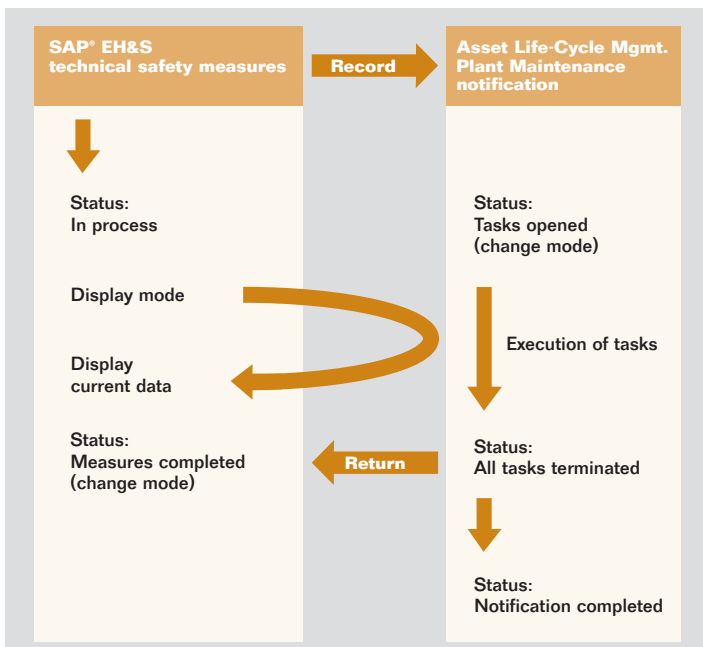 SAP® EH&S
technical safety measures
Record
Asset Life-Cycle Mgmt.
Plant Maintenance
notification
Status:
In process
Display mode
Display
current data
Status:
Measures completed
(change mode)
Status:
Tasks opened
(change mode)
Execution of tasks
Return
Status:
All tasks terminated
Status:
Notification completed